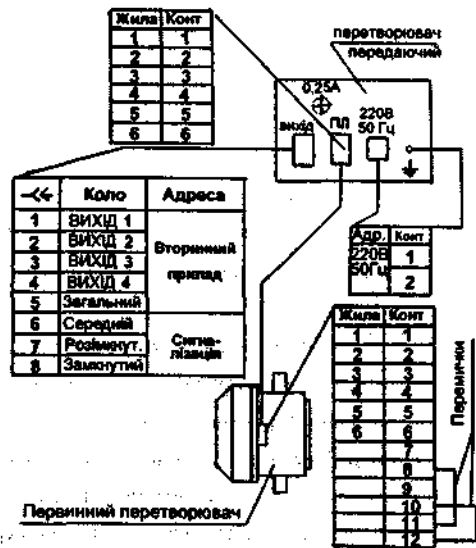 Жила Конт
1 1
2 2
3 3
4 4
5 5
6 6
перетворювач
передаючий
0,25А
вихід ПЛ 220В
50 Гц
-<← Коло Адреса
1 ВИХІД 1
2 ВИХІД 2
3 ВИХІД 3
4 ВИХІД 4
5 Загальний
Вторинний
прилад
6 Середній
7 Розімкнут.
8 Замкнутий
Сигна-
лізація
Адр. Конт
220В
50Гц
1
2
Жила Конт
1 1
2 2
3 3
4 4
5 5
6 6
7
8
9
10
11
12
Перемички
Первинний перетворювач